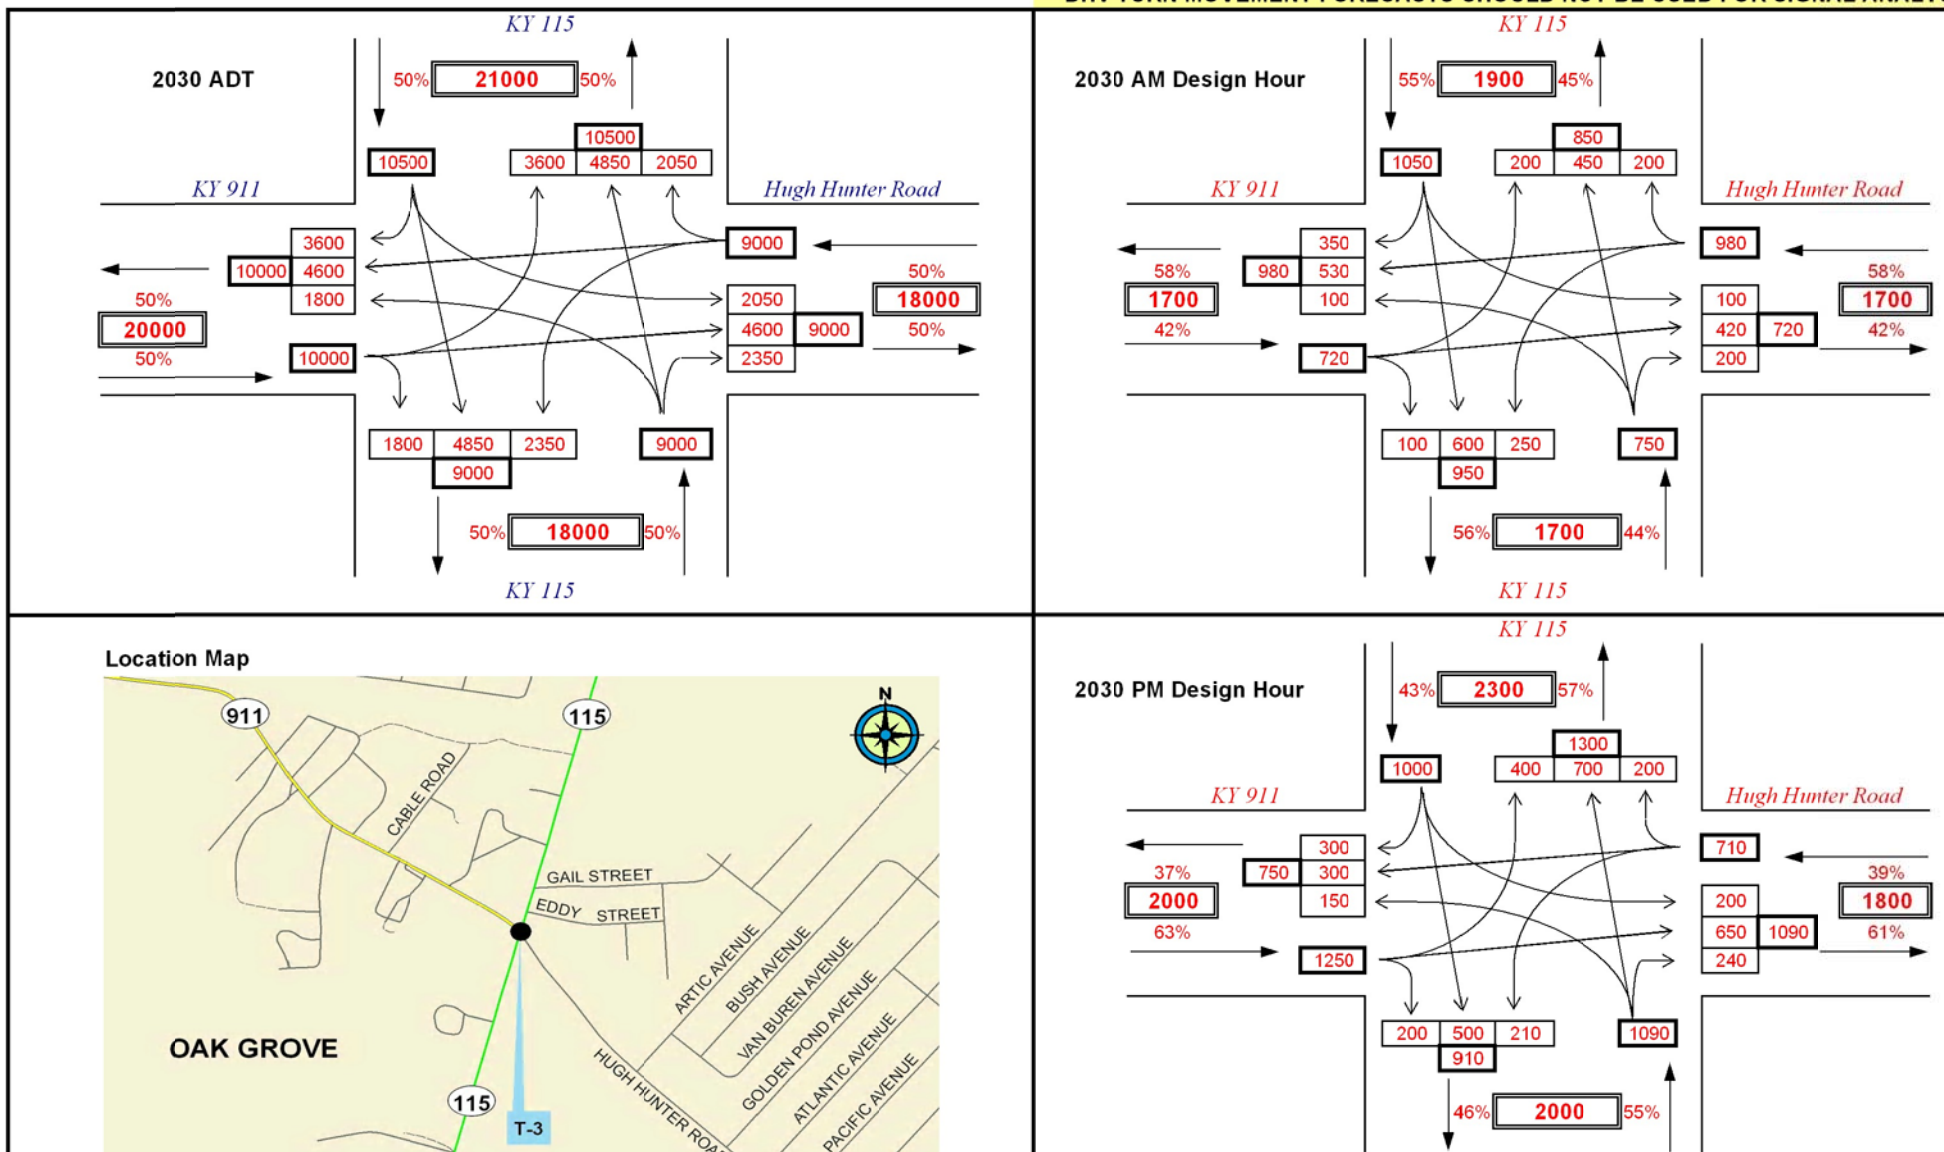 KY 115
2030 ADT
50% 21000 50%
10500
10500
3600 4850 2050
KY 911
Hugh Hunter Road
3600
10000 4600
1800
50%
20000
50%
10000
9000
50%
18000
50%
2050
4600 9000
2350
1800 4850 2350
9000
9000
50% 18000 50%
KY 115
KY 115
2030 AM Design Hour
55% 1900 45%
850
1050
200 450 200
KY 911
Hugh Hunter Road
350
980 530
100
58%
1700
42%
720
980
58%
1700
42%
100
420 720
200
100 600 250
950
750
56% 1700 44%
KY 115
Location Map
911
115
N
CABLE ROAD
GAIL STREET
EDDY STREET
ARTIC AVENUE
BUSH AVENUE
VAN BUREN AVENUE
GOLDEN POND AVENUE
ATLANTIC AVENUE
PACIFIC AVENUE
OAK GROVE
HUGH HUNTER
115
T-3
KY 115
2030 PM Design Hour
43% 2300 57%
1300
1000
400 700 200
KY 911
Hugh Hunter Road
300
750 300
150
37%
2000
63%
1250
710
39%
1800
61%
200
650 1090
240
200 500 210
910
1090
46% 2000 55%